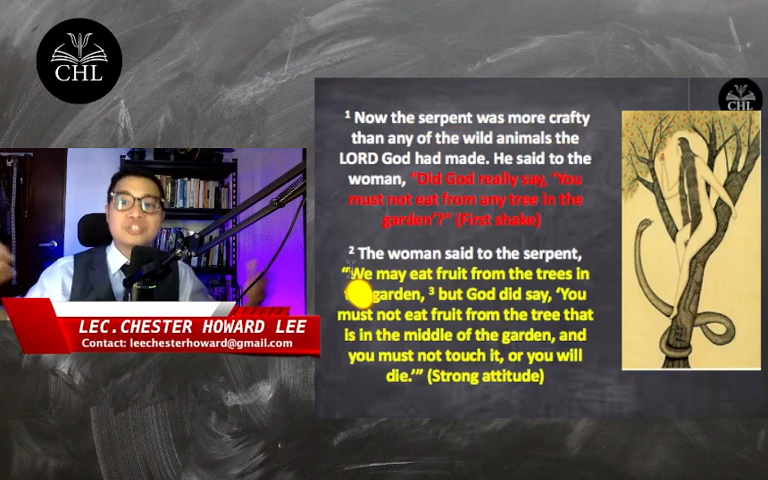 CHL
CHL
¹ Now the serpent was more crafty
than any of the wild animals the
LORD God had made. He said to the
woman, “Did God really say, ‘You
must not eat from any tree in the
garden’?” (First shake)
² The woman said to the serpent,
“We may eat fruit from the trees in
garden, ³ but God did say, ‘You
must not eat fruit from the tree that
is in the middle of the garden, and
you must not touch it, or you will
die.’” (Strong attitude)
LEC.CHESTER HOWARD LEE
Contact: leechesterhoward@gmail.com